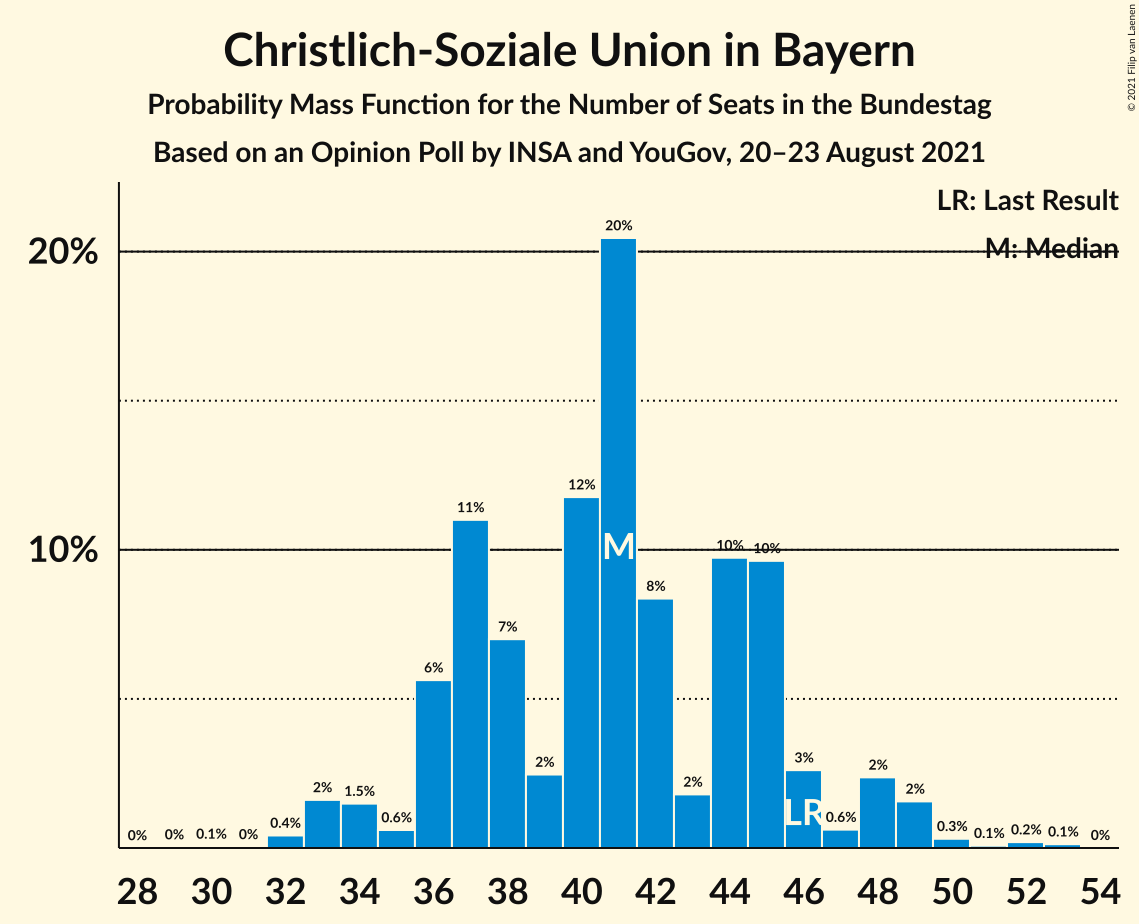 Christlich-Soziale Union in Bayern
Probability Mass Function for the Number of Seats in the Bundestag
Based on an Opinion Poll by INSA and YouGov, 20–23 August 2021
© 2021 Filip van Laenen
LR: Last Result
M: Median
20%
10%
0% 0% 0.1% 0% 0.4% 2% 1.5% 0.6% 6% 11% 7% 2% 12% 20% 8% 2% 10% 10% 3% 0.6% 2% 2% 0.3% 0.1% 0.2% 0.1% 0%
M
LR
28 30 32 34 36 38 40 42 44 46 48 50 52 54